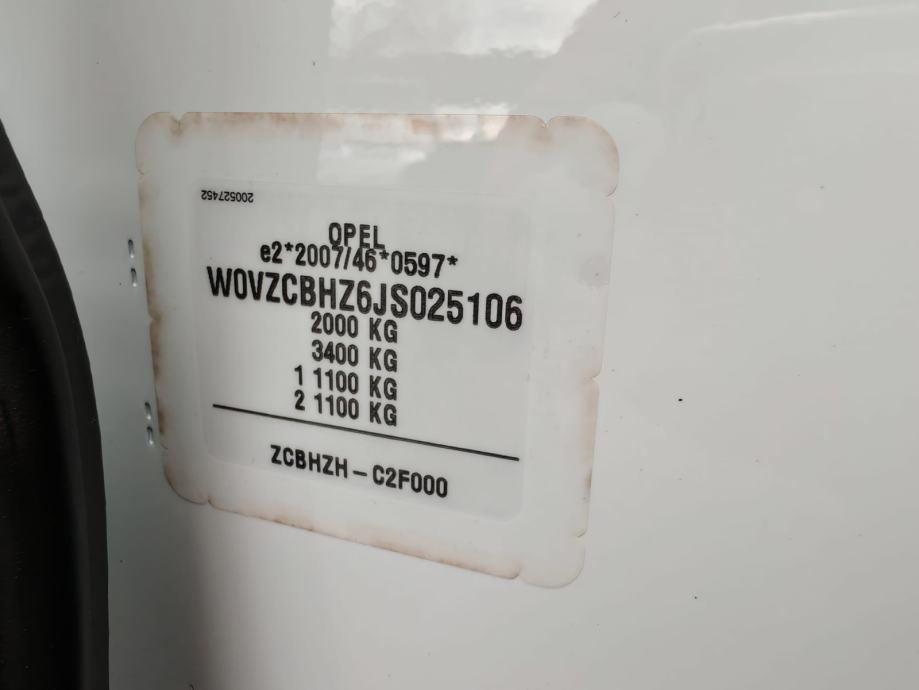 200527452
OPEL
e2*2007/46*0597*
W0VZCBHZ6JS025106
2000 KG
3400 KG
1 1100 KG
2 1100 KG
ZCBHZH – C2F000